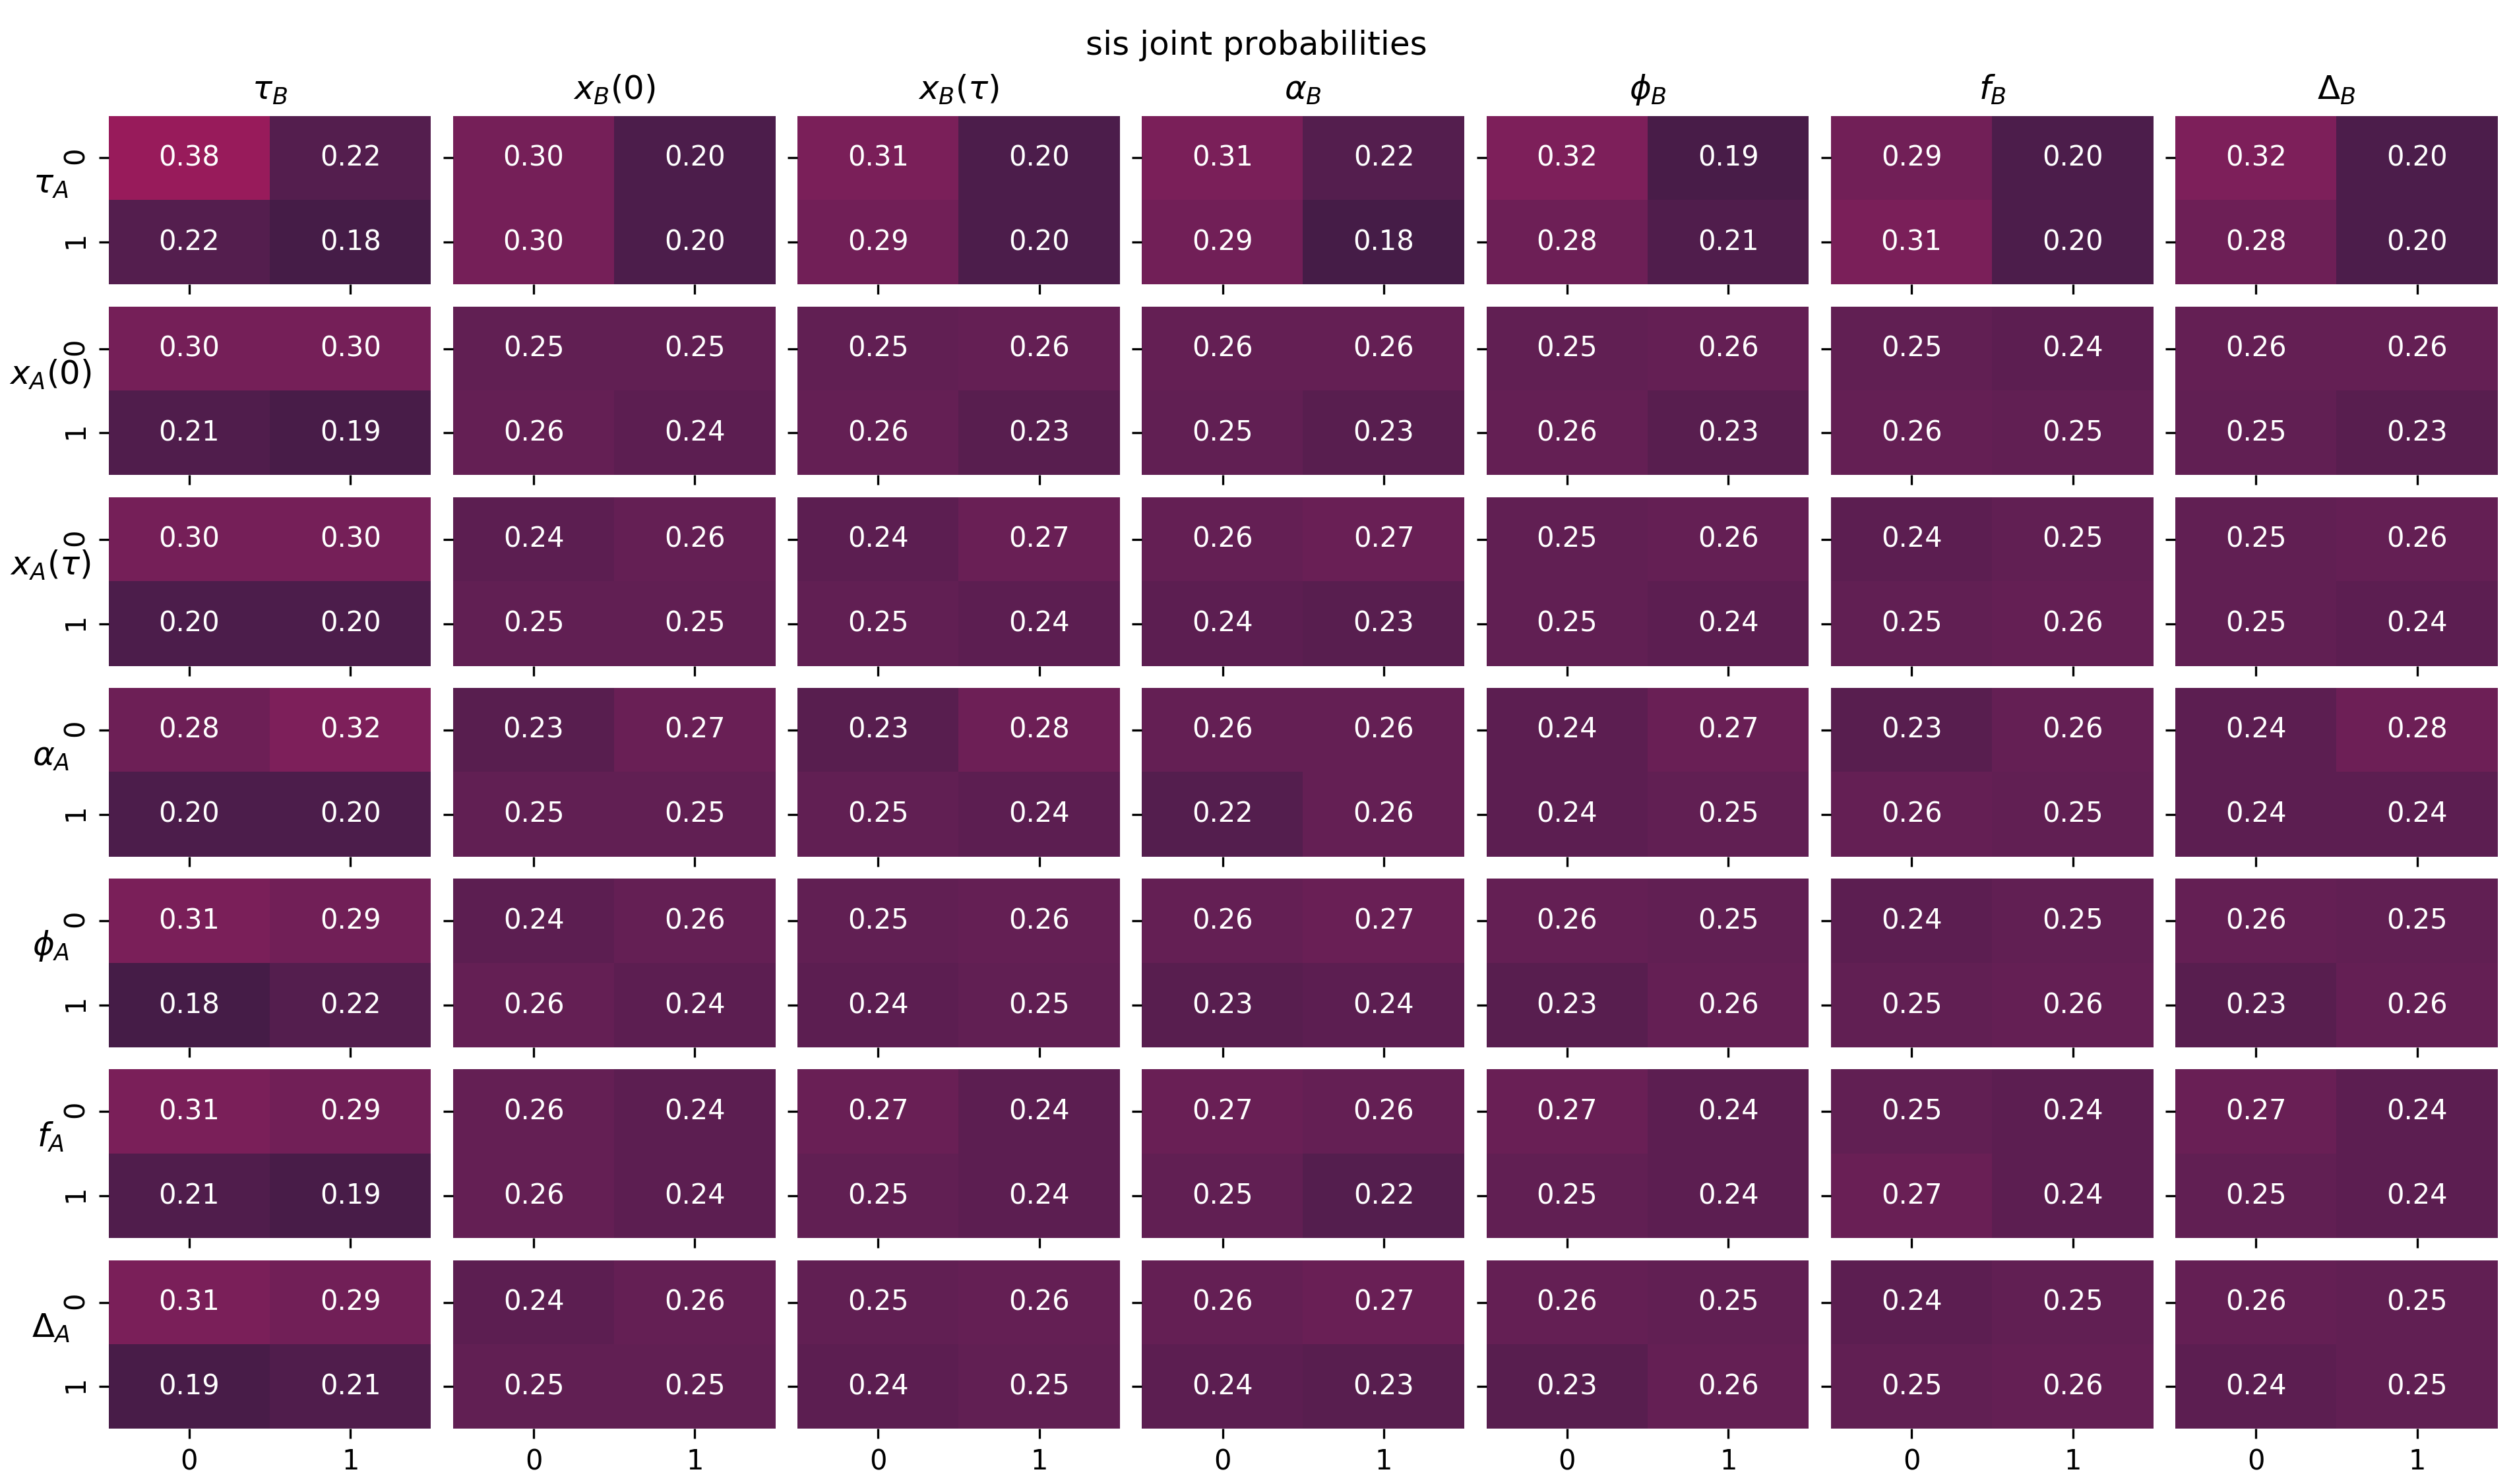 sis joint probabilities
τ_B x_B(0) x_B(τ) α_B ϕ_B f_B Δ_B
0 0.38 0.22 0.30 0.20 0.31 0.20 0.31 0.22 0.32 0.19 0.29 0.20 0.32 0.20
τ_A
1 0.22 0.18 0.30 0.20 0.29 0.20 0.29 0.18 0.28 0.21 0.31 0.20 0.28 0.20
0 0.30 0.30 0.25 0.25 0.25 0.26 0.26 0.26 0.25 0.26 0.25 0.24 0.26 0.26
x_A(0)
1 0.21 0.19 0.26 0.24 0.26 0.23 0.25 0.23 0.26 0.23 0.26 0.25 0.25 0.23
0 0.30 0.30 0.24 0.26 0.24 0.27 0.26 0.27 0.25 0.26 0.24 0.25 0.25 0.26
x_A(τ)
1 0.20 0.20 0.25 0.25 0.25 0.24 0.24 0.23 0.25 0.24 0.25 0.26 0.25 0.24
0 0.28 0.32 0.23 0.27 0.23 0.28 0.26 0.26 0.24 0.27 0.23 0.26 0.24 0.28
α_A
1 0.20 0.20 0.25 0.25 0.25 0.24 0.22 0.26 0.24 0.25 0.26 0.25 0.24 0.24
0 0.31 0.29 0.24 0.26 0.25 0.26 0.26 0.27 0.26 0.25 0.24 0.25 0.26 0.25
ϕ_A
1 0.18 0.22 0.26 0.24 0.24 0.25 0.23 0.24 0.23 0.26 0.25 0.26 0.23 0.26
0 0.31 0.29 0.26 0.24 0.27 0.24 0.27 0.26 0.27 0.24 0.25 0.24 0.27 0.24
f_A
1 0.21 0.19 0.26 0.24 0.25 0.24 0.25 0.22 0.25 0.24 0.27 0.24 0.25 0.24
0 0.31 0.29 0.24 0.26 0.25 0.26 0.26 0.27 0.26 0.25 0.24 0.25 0.26 0.25
Δ_A
1 0.19 0.21 0.25 0.25 0.24 0.25 0.24 0.23 0.23 0.26 0.25 0.26 0.24 0.25
0 1 0 1 0 1 0 1 0 1 0 1 0 1